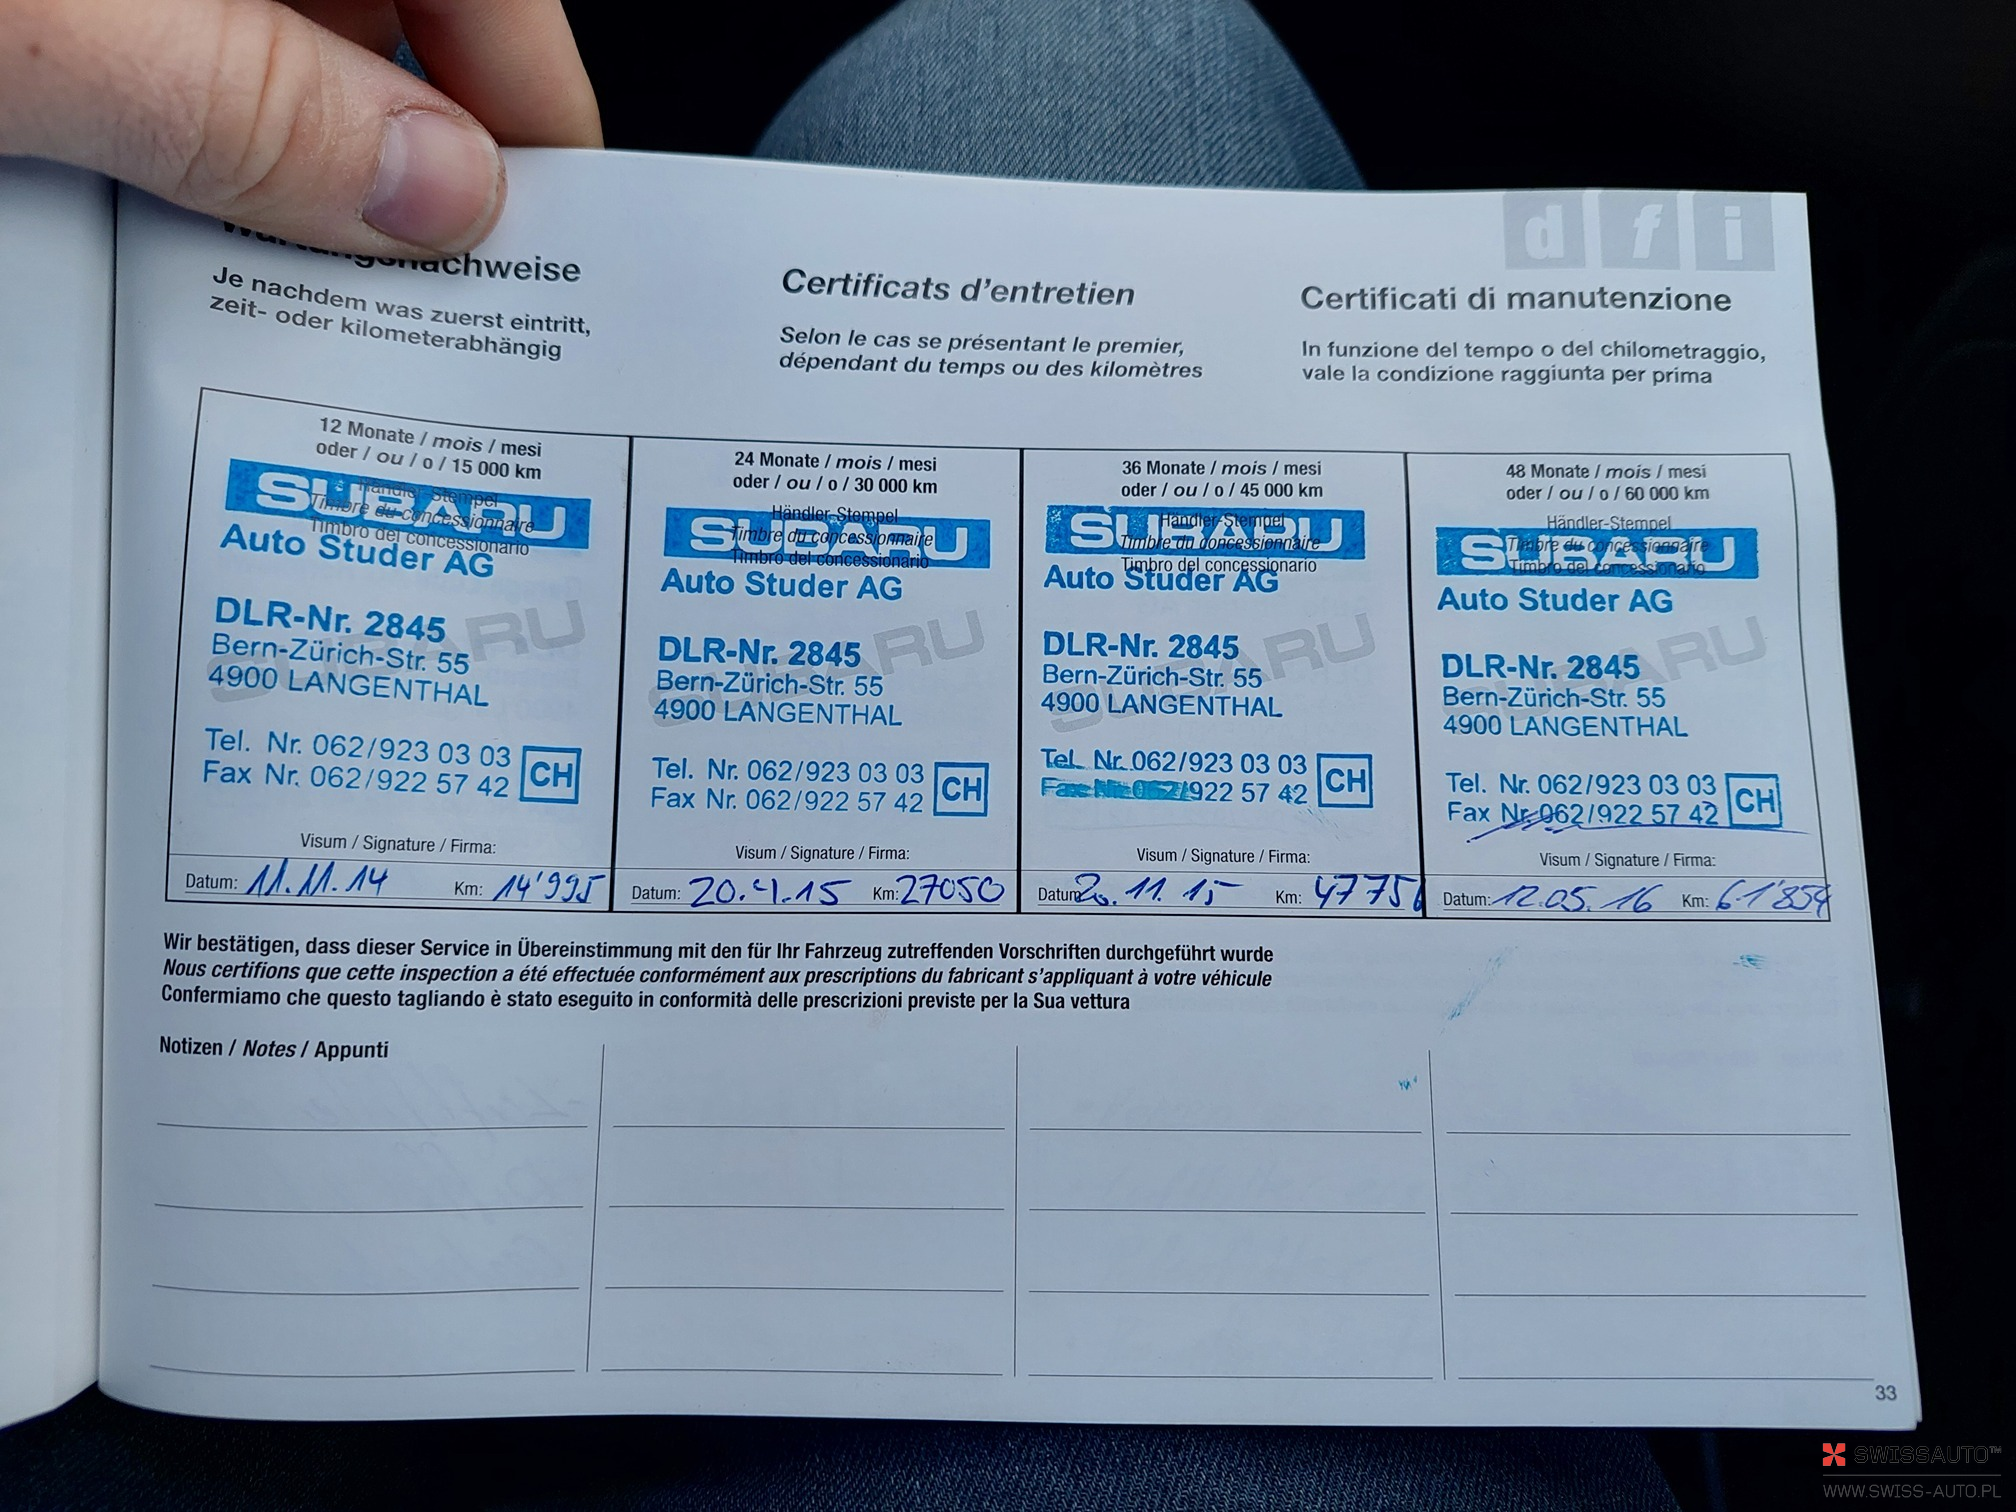 d f i
Wartungsnachweise
Je nachdem was zuerst eintritt,
zeit- oder kilometerabhängig
Certificats d'entretien
Selon le cas se présentant le premier,
dépendant du temps ou des kilomètres
Certificati di manutenzione
In funzione del tempo o del chilometraggio,
vale la condizione raggiunta per prima
12 Monate / mois / mesi
oder / ou / o / 15 000 km
Händler-Stempel
Timbre du concessionnaire
Timbro del concessionario
SUBARU
Auto Studer AG
SUBARU
DLR-Nr. 2845
Bern-Zürich-Str. 55
4900 LANGENTHAL
Tel. Nr. 062/923 03 03
Fax Nr. 062/922 57 42
CH
Visum / Signature / Firma:
Datum: 11.11.14 Km: 14'995
24 Monate / mois / mesi
oder / ou / o / 30 000 km
Händler-Stempel
Timbre du concessionnaire
Timbro del concessionario
SUBARU
Auto Studer AG
SUBARU
DLR-Nr. 2845
Bern-Zürich-Str. 55
4900 LANGENTHAL
Tel. Nr. 062/923 03 03
Fax Nr. 062/922 57 42
CH
Visum / Signature / Firma:
Datum: 20.4.15 Km: 27050
36 Monate / mois / mesi
oder / ou / o / 45 000 km
Händler-Stempel
Timbre du concessionnaire
Timbro del concessionario
SUBARU
Auto Studer AG
SUBARU
DLR-Nr. 2845
Bern-Zürich-Str. 55
4900 LANGENTHAL
Tel. Nr. 062/923 03 03
Fax Nr. 062/922 57 42
CH
Visum / Signature / Firma:
Datum: 20.11.15 Km: 47756
48 Monate / mois / mesi
oder / ou / o / 60 000 km
Händler-Stempel
Timbre du concessionnaire
Timbro del concessionario
SUBARU
Auto Studer AG
SUBARU
DLR-Nr. 2845
Bern-Zürich-Str. 55
4900 LANGENTHAL
Tel. Nr. 062/923 03 03
Fax Nr. 062/922 57 42
CH
Visum / Signature / Firma:
Datum: 12.05.16 Km: 61'854
Wir bestätigen, dass dieser Service in Übereinstimmung mit den für Ihr Fahrzeug zutreffenden Vorschriften durchgeführt wurde
Nous certifions que cette inspection a été effectuée conformément aux prescriptions du fabricant s'appliquant à votre véhicule
Confermiamo che questo tagliando è stato eseguito in conformità delle prescrizioni previste per la Sua vettura
Notizen / Notes / Appunti
33
SWISSAUTO™
WWW.SWISS-AUTO.PL